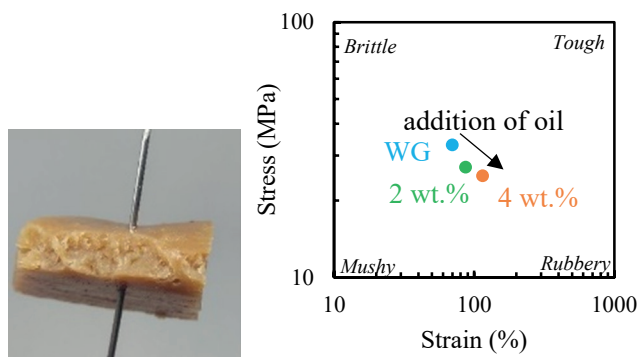 100
Brittle
Tough
addition of oil
WG
2 wt.%
4 wt.%
Stress (MPa)
10
Mushy
Rubbery
10
100
1000
Strain (%)